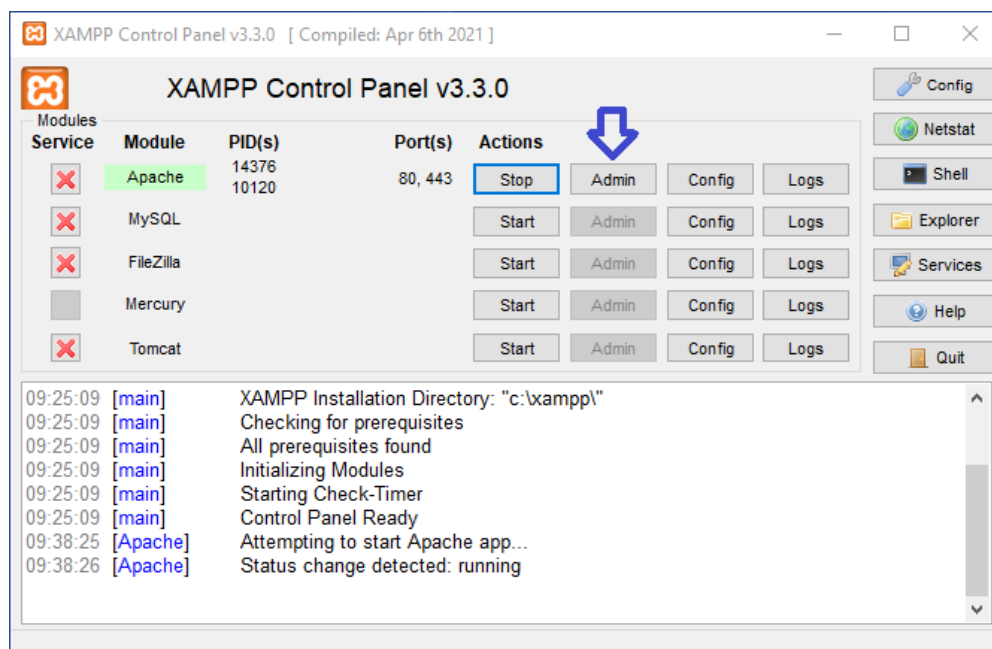 XAMPP Control Panel v3.3.0 [ Compiled: Apr 6th 2021 ]
XAMPP Control Panel v3.3.0
Config
Modules
Service Module PID(s) Port(s) Actions
Netstat
Apache 14376 10120 80, 443 Stop Admin Config Logs
Shell
MySQL Start Admin Config Logs
Explorer
FileZilla Start Admin Config Logs
Services
Mercury Start Admin Config Logs
Help
Tomcat Start Admin Config Logs
Quit
09:25:09 [main] XAMPP Installation Directory: "c:\xampp\"
09:25:09 [main] Checking for prerequisites
09:25:09 [main] All prerequisites found
09:25:09 [main] Initializing Modules
09:25:09 [main] Starting Check-Timer
09:25:09 [main] Control Panel Ready
09:38:25 [Apache] Attempting to start Apache app...
09:38:26 [Apache] Status change detected: running